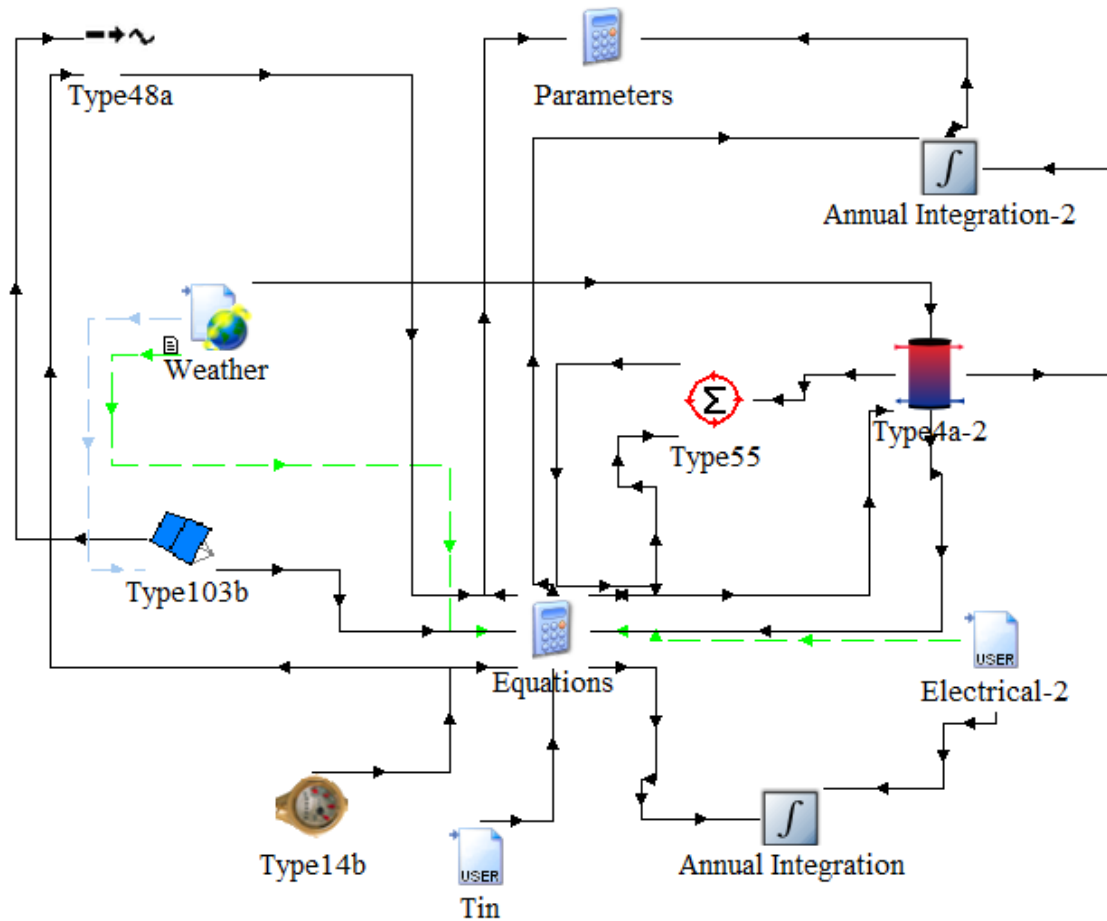 Type48a
Parameters
Annual Integration-2
Weather
Type4a-2
Σ
Type55
Type103b
USER
Equations
Electrical-2
Type14b
USER
Annual Integration
Tin